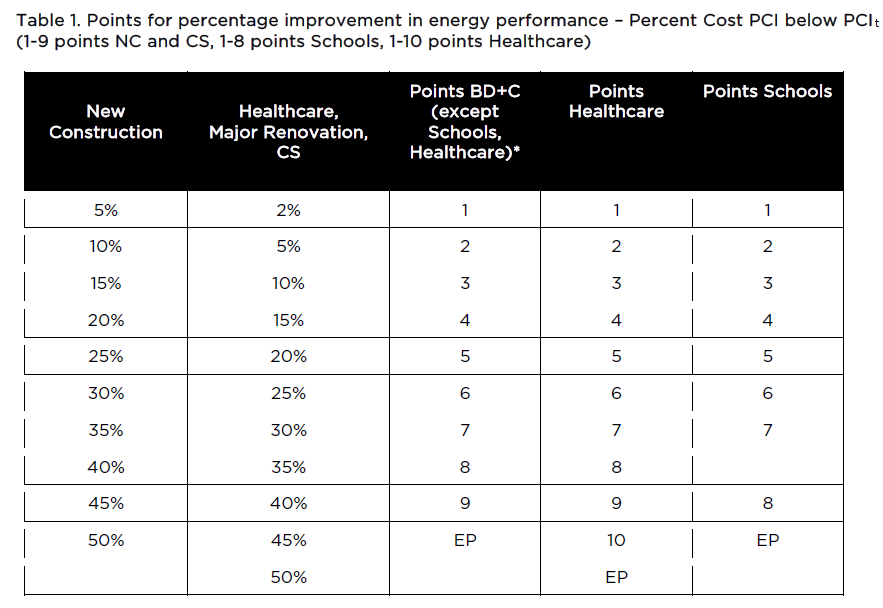 Table 1. Points for percentage improvement in energy performance – Percent Cost PCI below PCIt
(1-9 points NC and CS, 1-8 points Schools, 1-10 points Healthcare)
New Construction Healthcare, Major Renovation, CS Points BD+C (except Schools, Healthcare)* Points Healthcare Points Schools
5% 2% 1 1 1
10% 5% 2 2 2
15% 10% 3 3 3
20% 15% 4 4 4
25% 20% 5 5 5
30% 25% 6 6 6
35% 30% 7 7 7
40% 35% 8 8
45% 40% 9 9 8
50% 45% EP 10 EP
50% EP